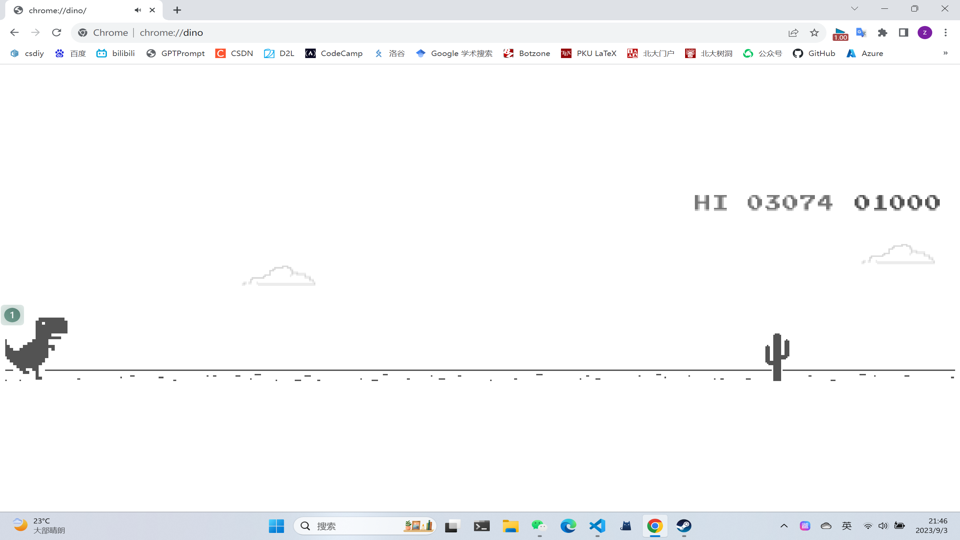 chrome://dino/
Chrome | chrome://dino
1.00
z
csdiy 百度 bilibili GPTPrompt CSDN D2L CodeCamp 洛谷 Google 学术搜索 Botzone PKU LaTeX 北大门户 北大树洞 公众号 GitHub Azure »
HI 03074 01000
1
23°C
大部晴朗
搜索
英
21:46
2023/9/3